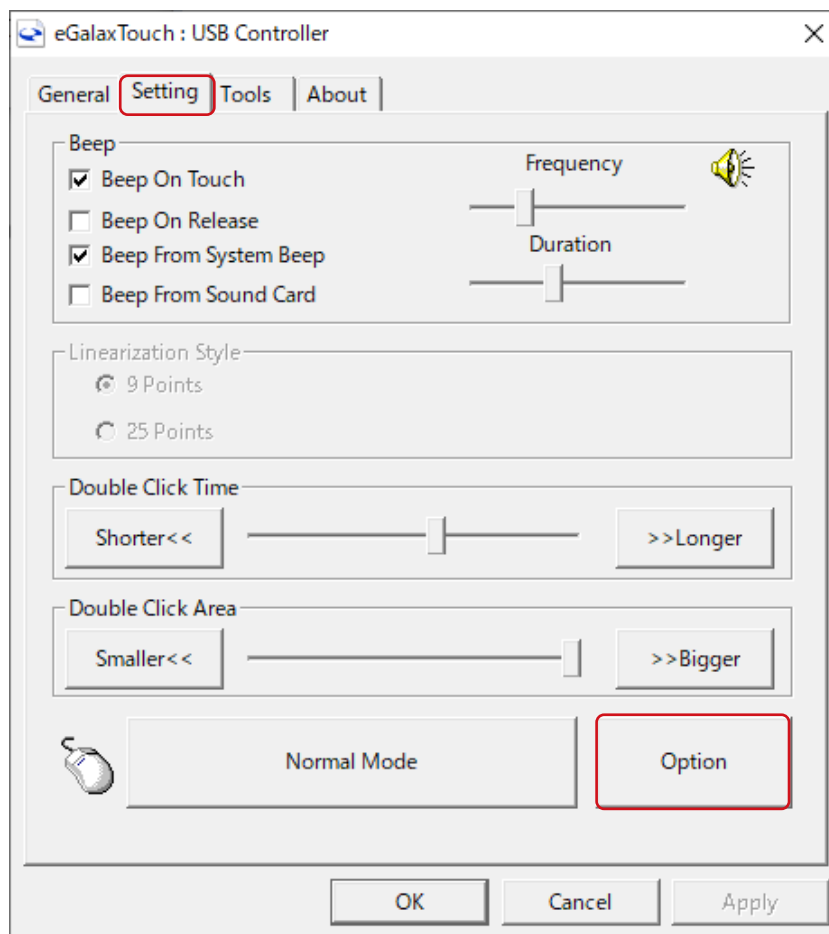 eGalaxTouch : USB Controller
General Setting Tools About
Beep
Beep On Touch
Beep On Release
Beep From System Beep
Beep From Sound Card
Frequency
Duration
Linearization Style
9 Points
25 Points
Double Click Time
Shorter<< >>Longer
Double Click Area
Smaller<< >>Bigger
Normal Mode Option
OK Cancel Apply